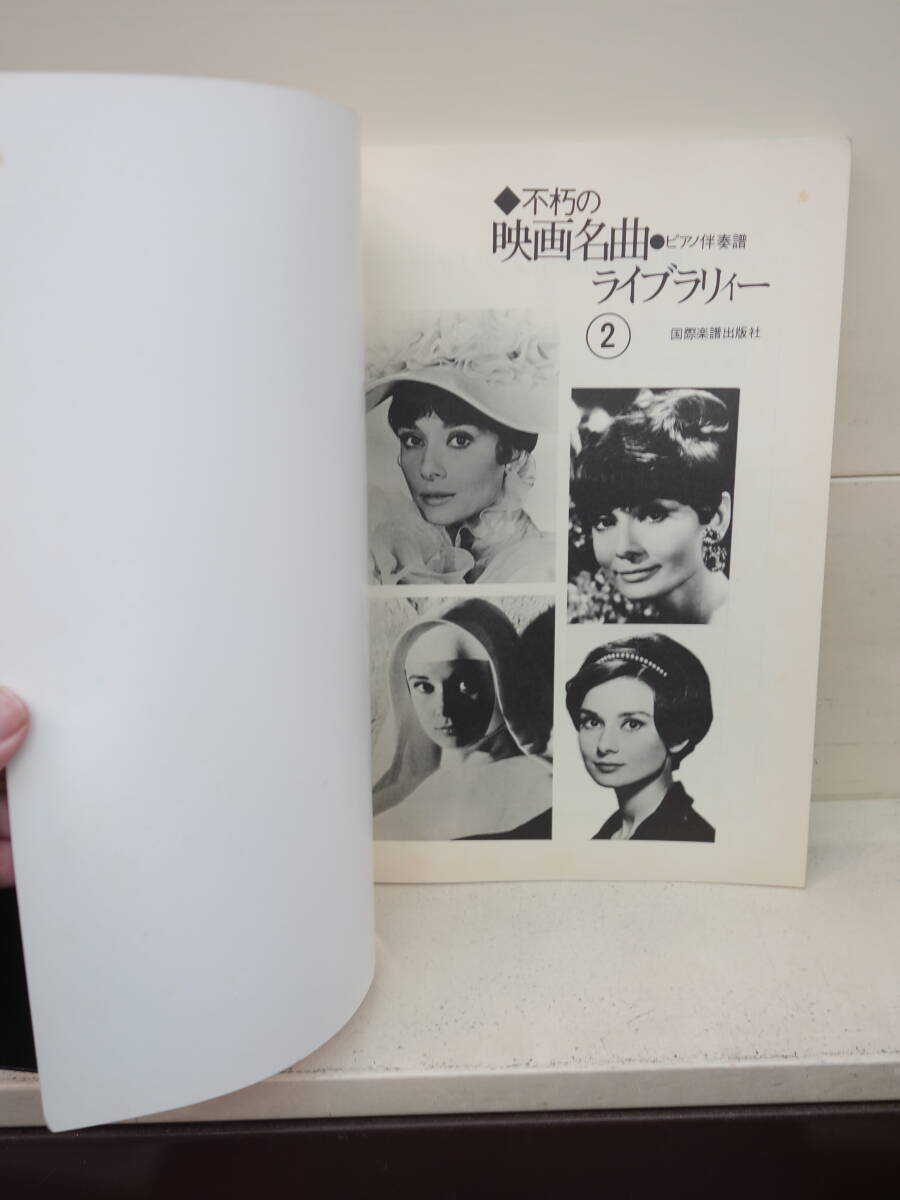 ◆不朽の
映画名曲●ピアノ伴奏譜
ライブラリィー
② 国際楽譜出版社